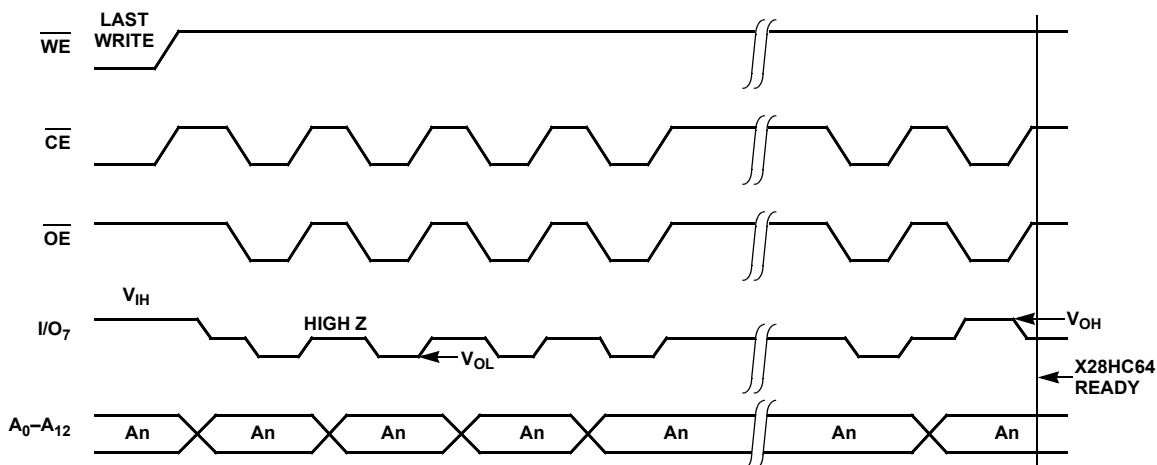 LAST
WRITE
WE
CE
OE
VIH
I/O7
HIGH Z
VOL
VOH
X28HC64
READY
A0–A12
An An An An An An An